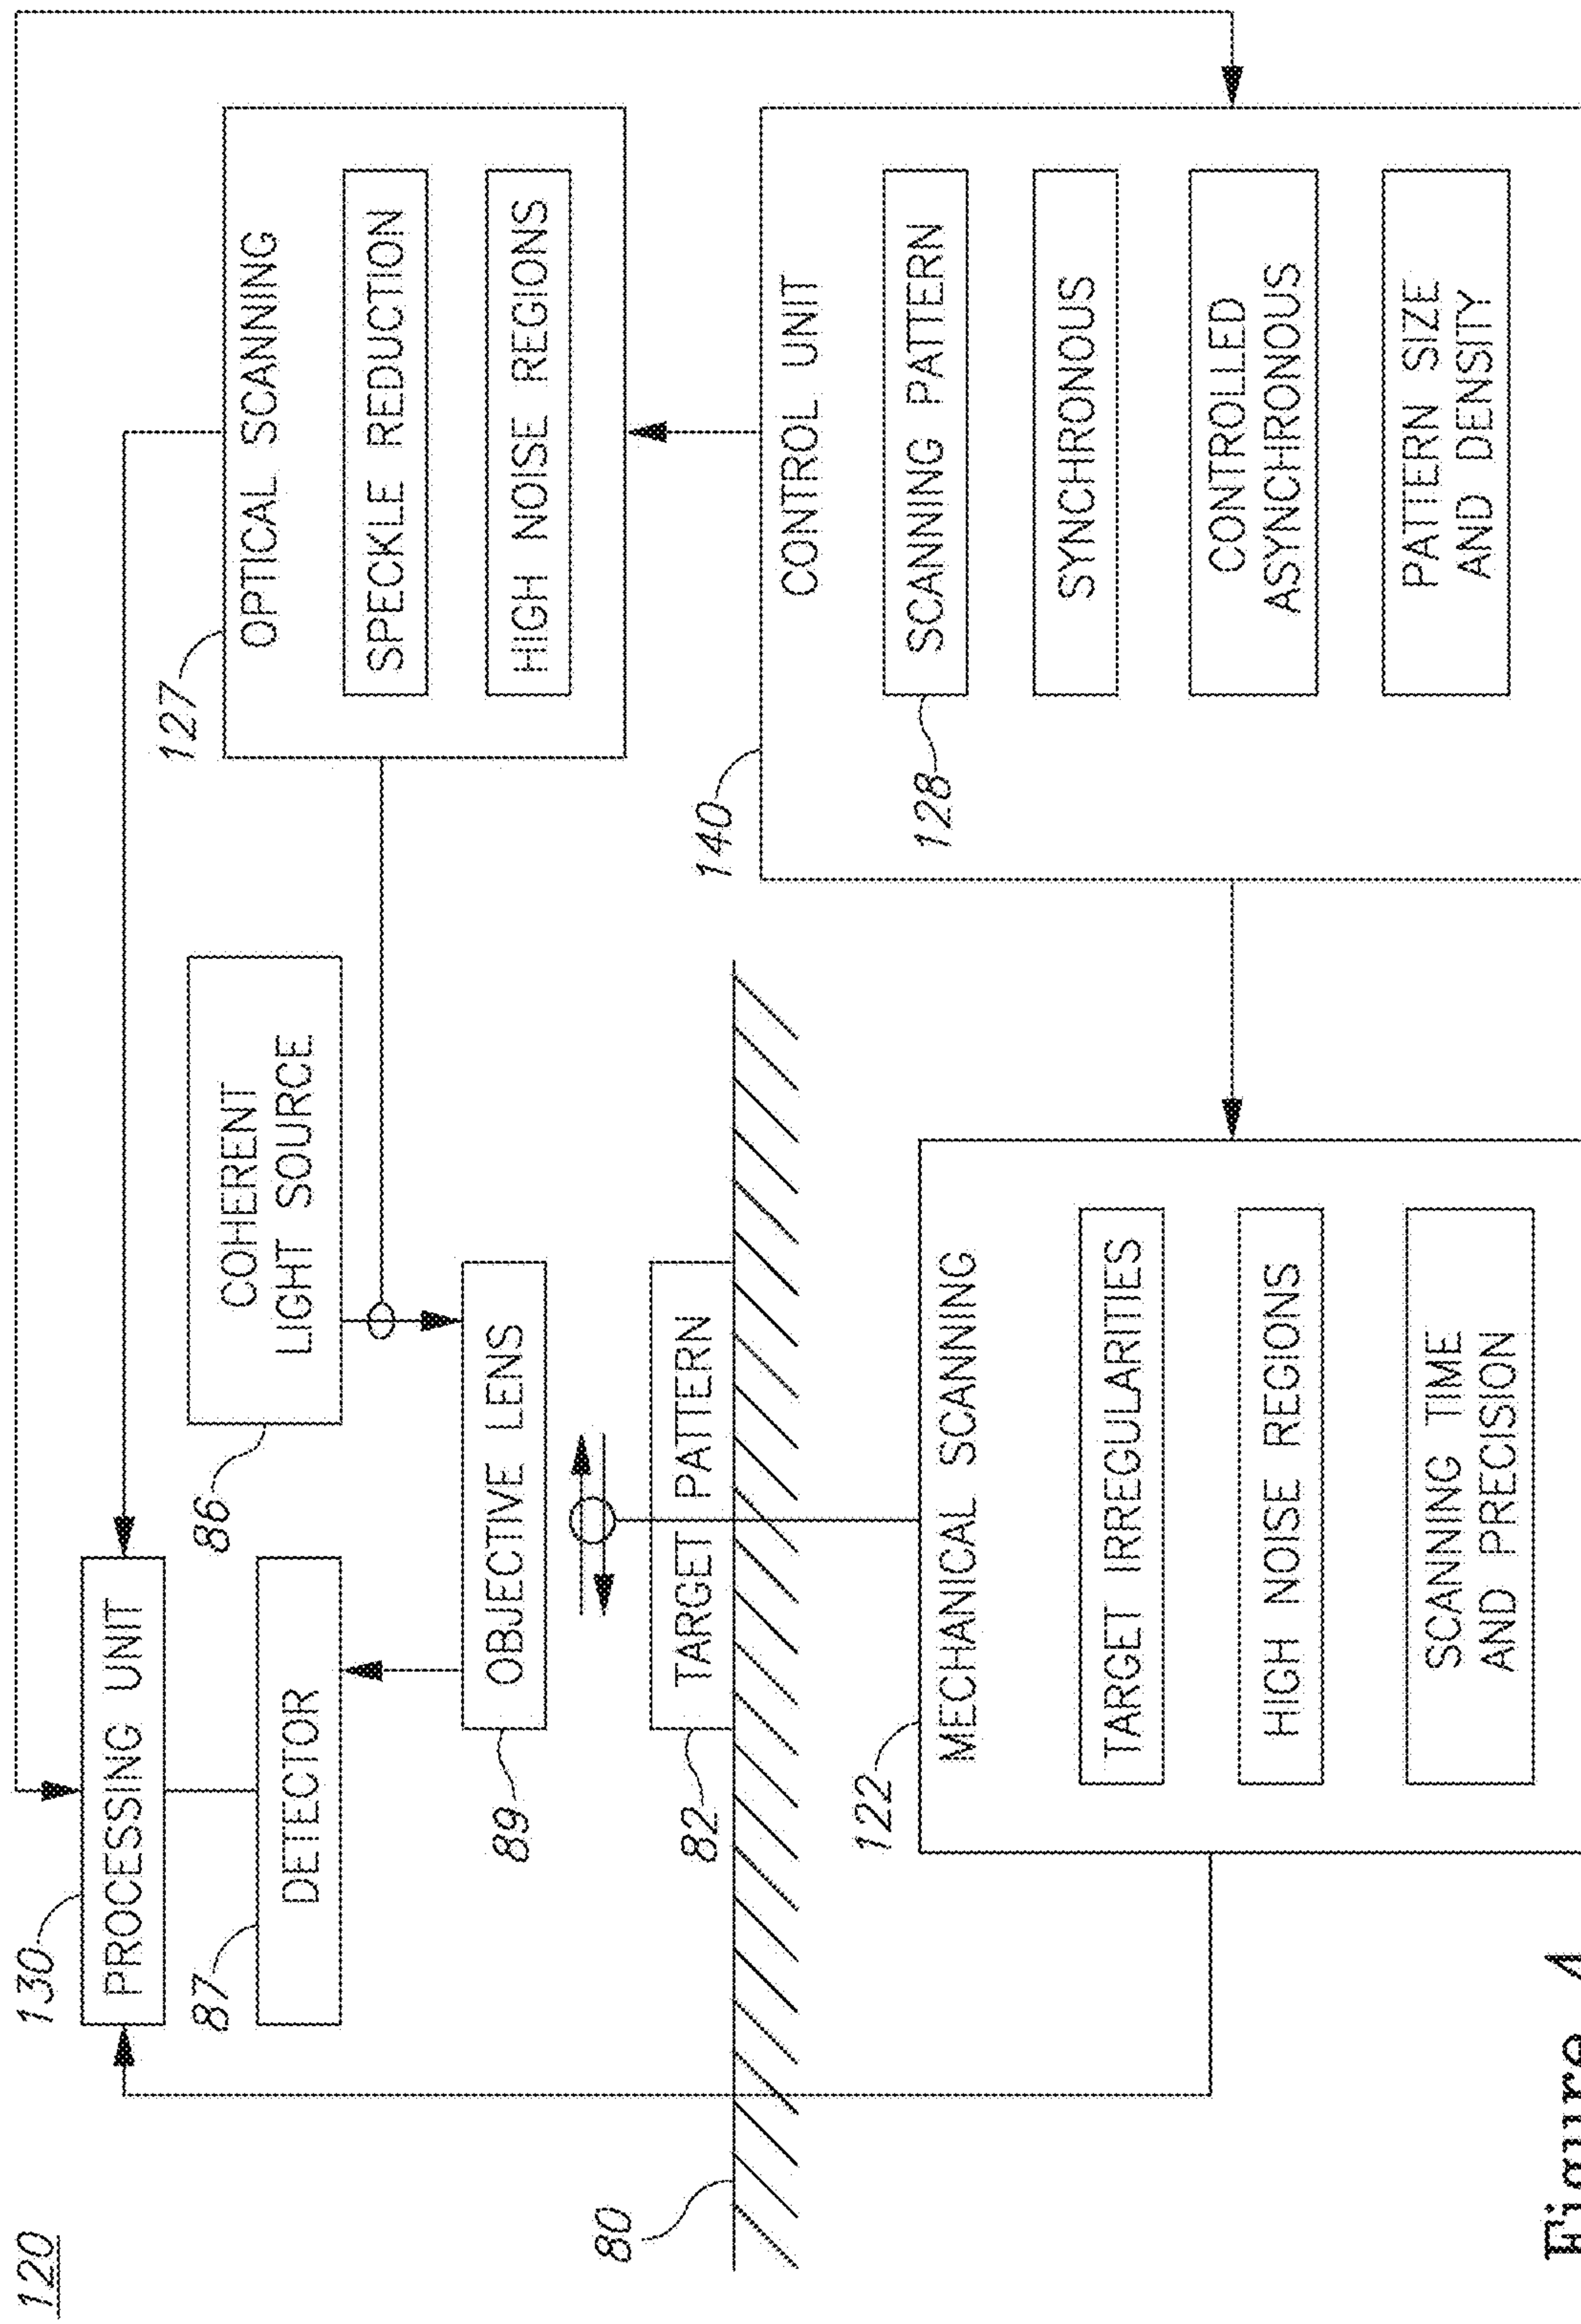 120
130
PROCESSING UNIT
87
DETECTOR
86
COHERENT
LIGHT SOURCE
127
OPTICAL SCANNING
SPECKLE REDUCTION
HIGH NOISE REGIONS
89
OBJECTIVE LENS
82
TARGET PATTERN
80
140
CONTROL UNIT
128
SCANNING PATTERN
SYNCHRONOUS
CONTROLLED
ASYNCHRONOUS
PATTERN SIZE
AND DENSITY
122
MECHANICAL SCANNING
TARGET IRREGULARITIES
HIGH NOISE REGIONS
SCANNING TIME
AND PRECISION
Figure 4